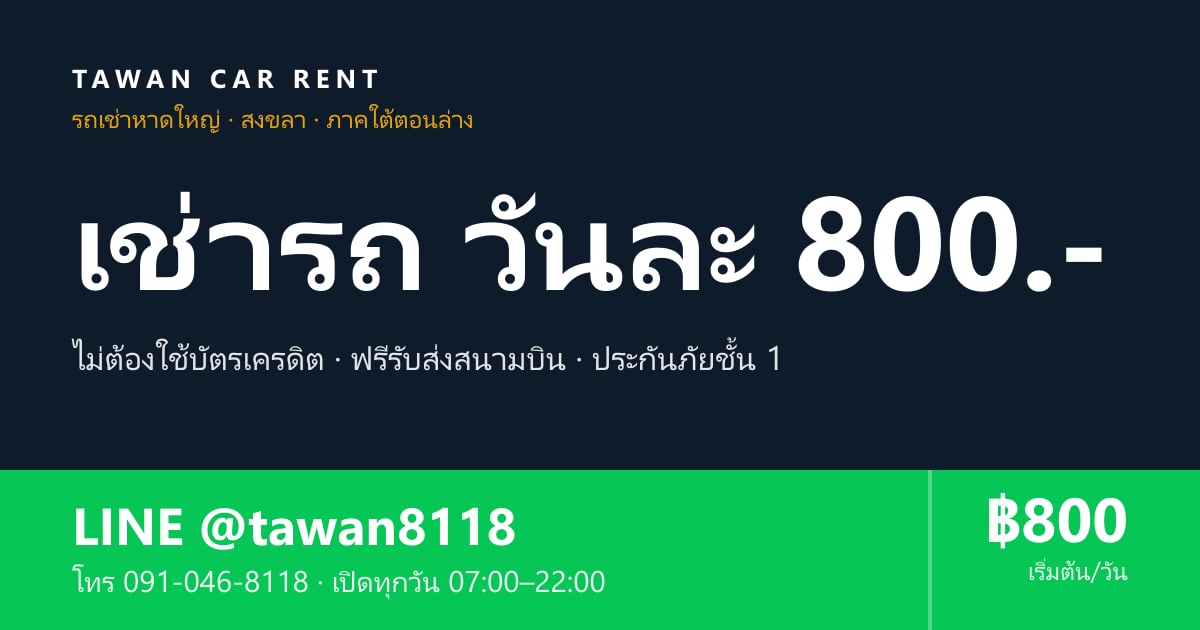 TAWAN CAR RENT
รถเช่าหาดใหญ่ · สงขลา · ภาคใต้ตอนล่าง
เช่ารถ วันละ 800.-
ไม่ต้องใช้บัตรเครดิต · ฟรีรับส่งสนามบิน · ประกันภัยชั้น 1
LINE @tawan8118
โทร 091-046-8118 · เปิดทุกวัน 07:00–22:00
฿800
เริ่มต้น/วัน